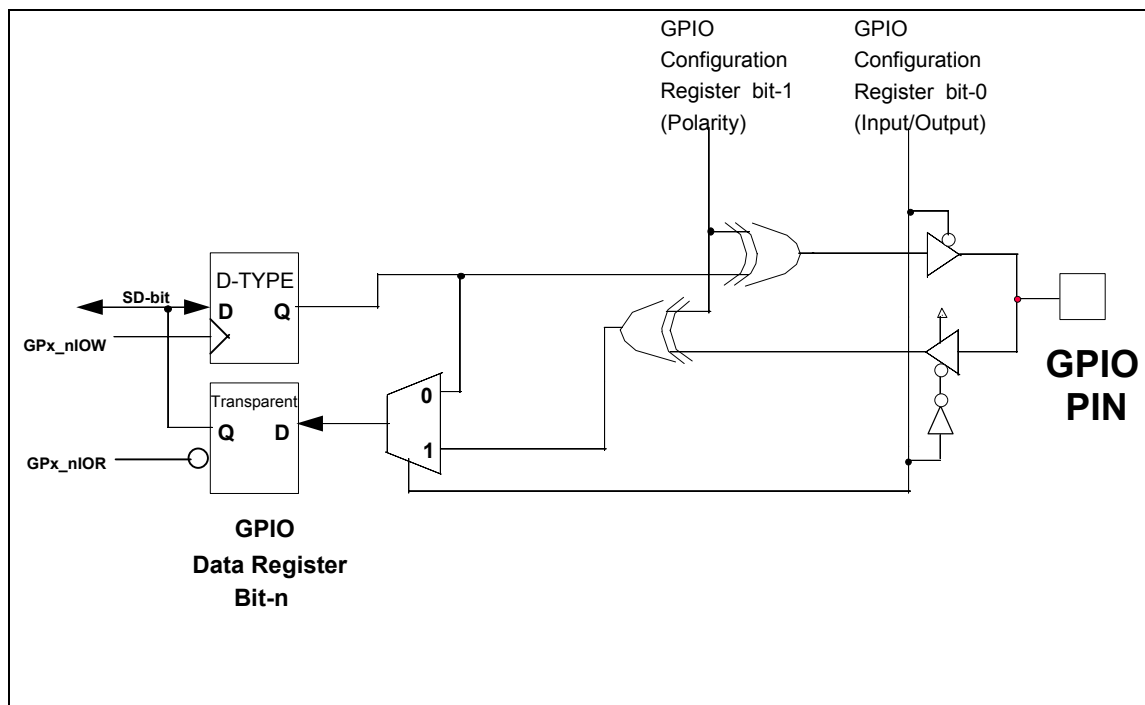 GPIO
Configuration
Register bit-1
(Polarity)
GPIO
Configuration
Register bit-0
(Input/Output)
D-TYPE
SD-bit
D Q
GPx_nIOW
GPIO
PIN
Transparent
0
Q D
1
GPx_nIOR
GPIO
Data Register
Bit-n